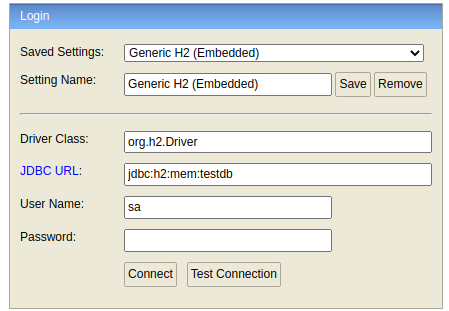 Login
Saved Settings: Generic H2 (Embedded)
Setting Name: Generic H2 (Embedded) Save Remove
Driver Class: org.h2.Driver
JDBC URL: jdbc:h2:mem:testdb
User Name: sa
Password:
Connect Test Connection